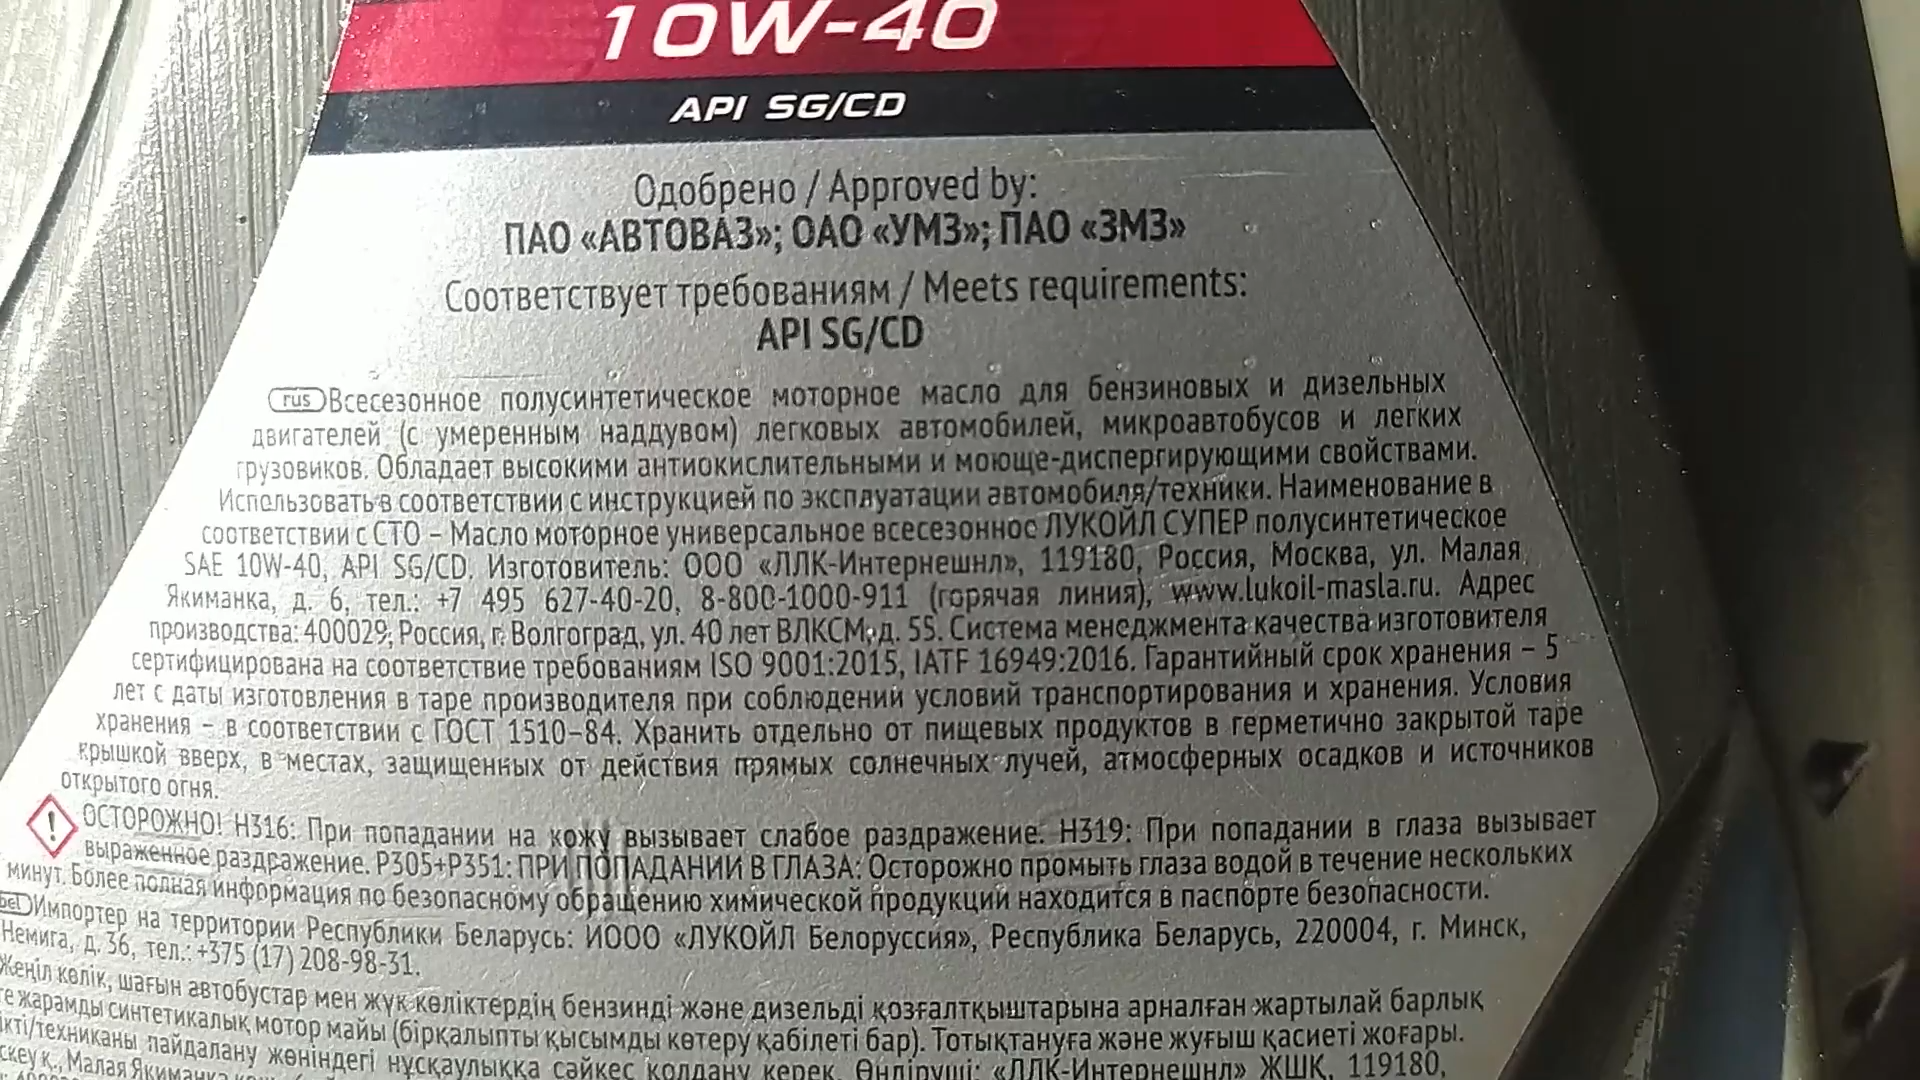 10W-40
API SG/CD
Одобрено / Approved by:
ПАО «АВТОВАЗ»; ОАО «УМЗ»; ПАО «ЗМЗ»
Соответствует требованиям / Meets requirements:
API SG/CD
rus Всесезонное полусинтетическое моторное масло для бензиновых и дизельных
двигателей (с умеренным наддувом) легковых автомобилей, микроавтобусов и легких
грузовиков. Обладает высокими антиокислительными и моюще-диспергирующими свойствами.
Использовать в соответствии с инструкцией по эксплуатации автомобиля/техники. Наименование в
соответствии с СТО – Масло моторное универсальное всесезонное ЛУКОЙЛ СУПЕР полусинтетическое
SAE 10W-40, API SG/CD. Изготовитель: ООО «ЛЛК-Интернешнл», 119180, Россия, Москва, ул. Малая
Якиманка, д. 6, тел.: +7 495 627-40-20, 8-800-1000-911 (горячая линия), www.lukoil-masla.ru. Адрес
производства: 400029, Россия, г. Волгоград, ул. 40 лет ВЛКСМ, д. 55. Система менеджмента качества изготовителя
сертифицирована на соответствие требованиям ISO 9001:2015, IATF 16949:2016. Гарантийный срок хранения – 5
лет с даты изготовления в таре производителя при соблюдений условий транспортирования и хранения. Условия
хранения – в соответствии с ГОСТ 1510–84. Хранить отдельно от пищевых продуктов в герметично закрытой таре
крышкой вверх, в местах, защищенных от действия прямых солнечных лучей, атмосферных осадков и источников
открытого огня.
ОСТОРОЖНО! H316: При попадании на кожу вызывает слабое раздражение. H319: При попадании в глаза вызывает
выраженное раздражение. P305+P351: ПРИ ПОПАДАНИИ В ГЛАЗА: Осторожно промыть глаза водой в течение нескольких
минут. Более полная информация по безопасному обращению химической продукции находится в паспорте безопасности.
bel Импортер на территории Республики Беларусь: ИООО «ЛУКОЙЛ Белоруссия», Республика Беларусь, 220004, г. Минск,
Немига, д. 36, тел.: +375 (17) 208-98-31.
Жеңіл көлік, шағын автобустар мен жүк көліктердің бензинді және дизельді қозғалтқыштарына арналған жартылай барлық
жарамды синтетикалық мотор майы (бірқалыпты қысымды көтеру қабілеті бар). Тотықтануға және жуғыш қасиеті жоғары.
пайдалану жөніндегі нұсқаулыққа сәйкес қолдану керек. Өндіруші: «ЛЛК-Интернешнл» ЖШҚ, 119180,
Малая Якиманка